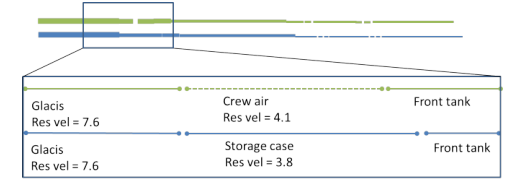 Glacis
Res vel = 7.6
Crew air
Res vel = 4.1
Front tank
Glacis
Res vel = 7.6
Storage case
Res vel = 3.8
Front tank